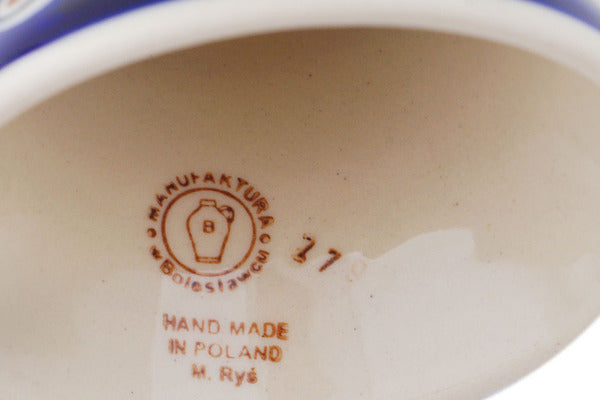 MANUFAKTURA
w Bolesławcu
B
HAND MADE
IN POLAND
M. Ryś